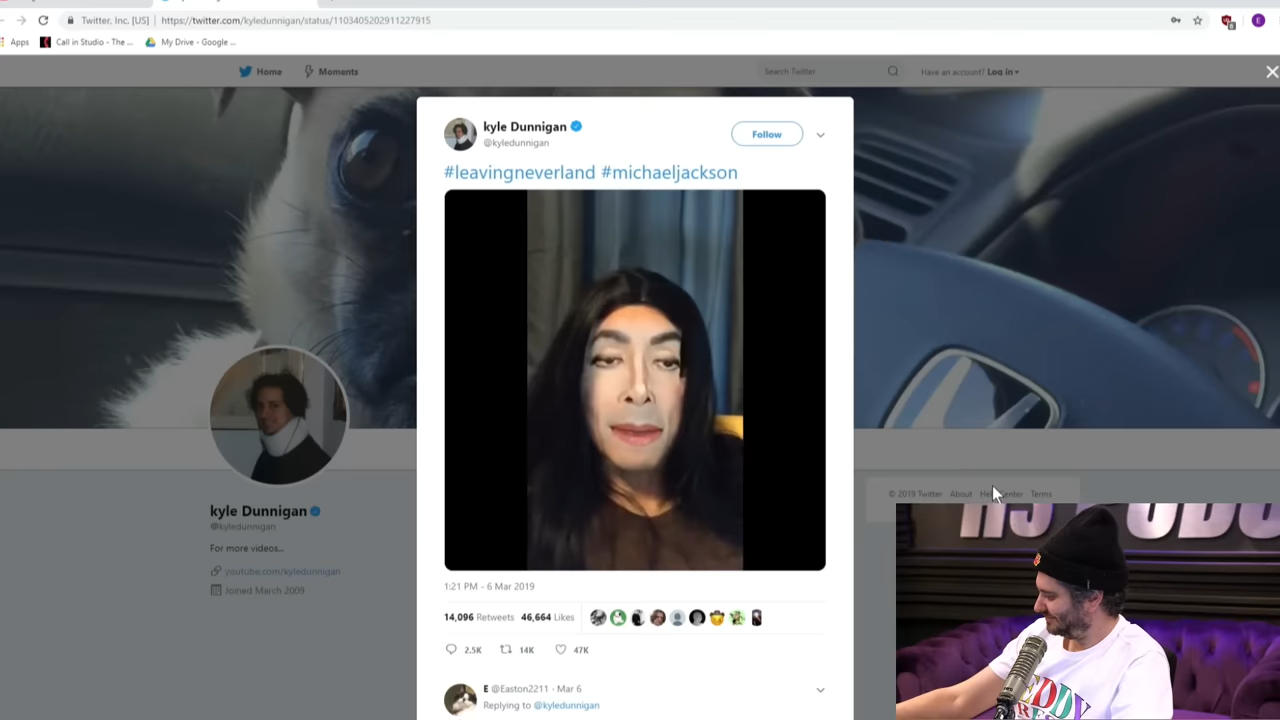 Twitter, Inc. [US]
https://twitter.com/kyledunnigan/status/1103405202911227915
Apps
Call in Studio - The ...
My Drive - Google ...
Home
Moments
Search Twitter
Have an account? Log in
kyle Dunnigan
@kyledunnigan
Follow
#leavingneverland #michaeljackson
kyle Dunnigan
@kyledunnigan
For more videos...
youtube.com/kyledunnigan
Joined March 2009
© 2019 Twitter About Help Center Terms
1:21 PM - 6 Mar 2019
14,096 Retweets 46,664 Likes
2.5K 14K 47K
E @Easton2211 · Mar 6
Replying to @kyledunnigan